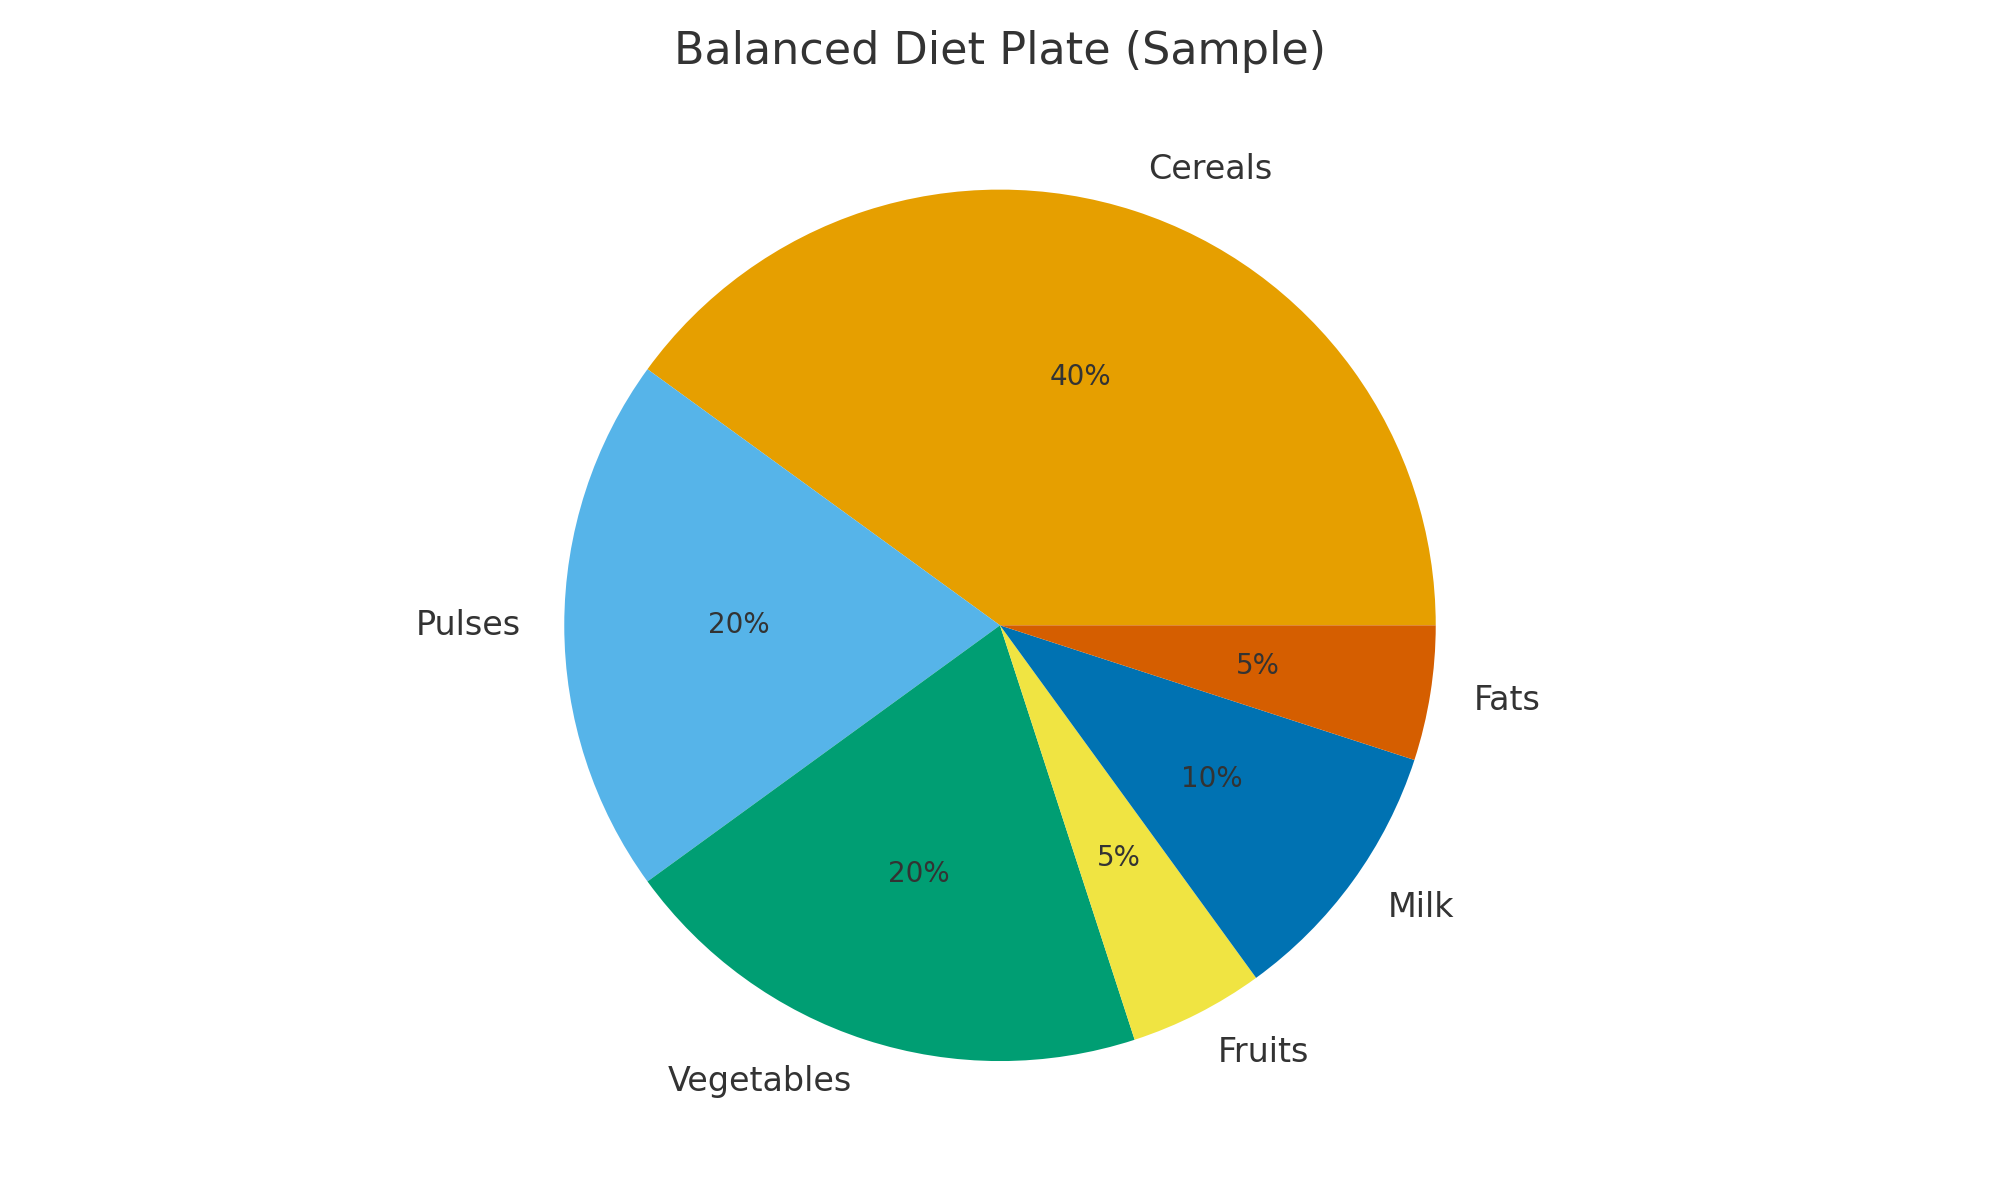 Balanced Diet Plate (Sample)
Cereals
40%
Pulses
20%
5%
Fats
10%
5%
20%
Milk
Fruits
Vegetables